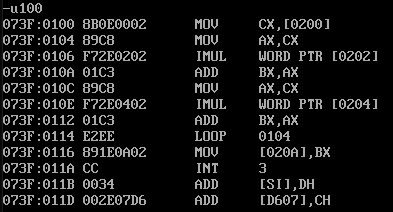 -u100
073F:0100 8B0E0002 MOV CX,[0200]
073F:0104 89C8 MOV AX,CX
073F:0106 F72E0202 IMUL WORD PTR [0202]
073F:010A 01C3 ADD BX,AX
073F:010C 89C8 MOV AX,CX
073F:010E F72E0402 IMUL WORD PTR [0204]
073F:0112 01C3 ADD BX,AX
073F:0114 E2EE LOOP 0104
073F:0116 891E0A02 MOV [020A],BX
073F:011A CC INT 3
073F:011B 0034 ADD [SI],DH
073F:011D 002E07D6 ADD [D607],CH